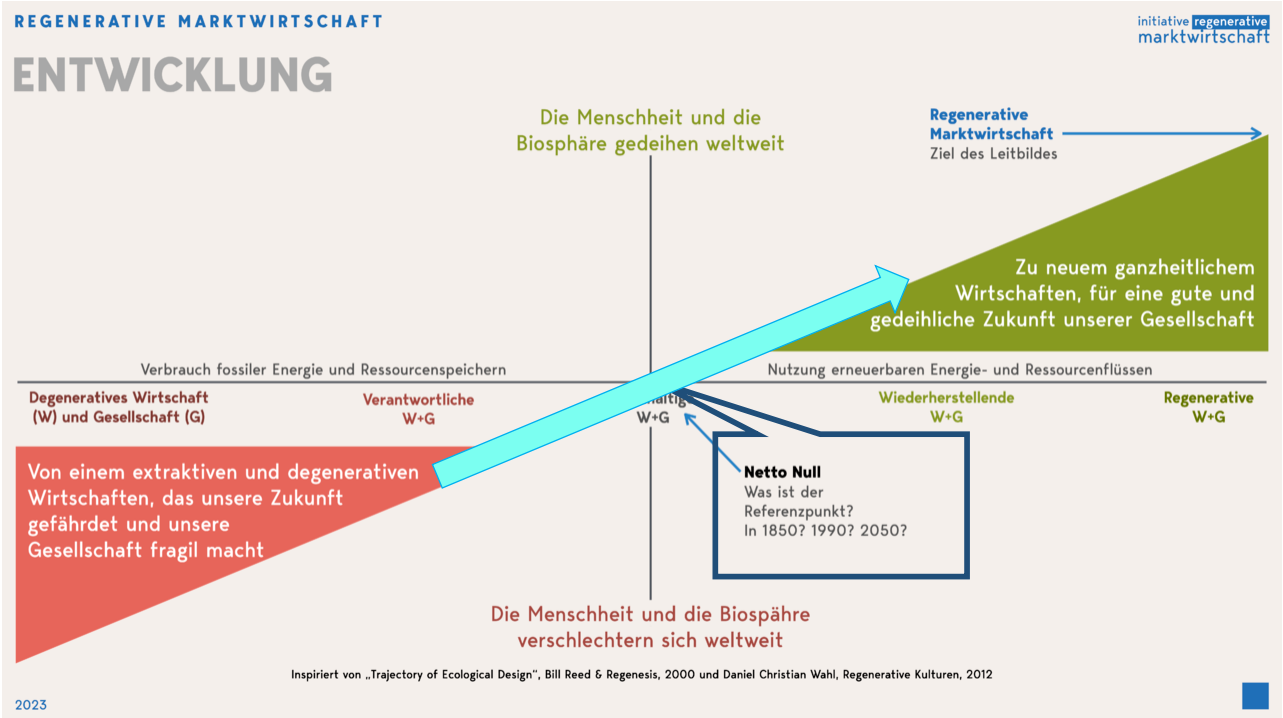 REGENERATIVE MARKTWIRTSCHAFT
initiative regenerative
marktwirtschaft
ENTWICKLUNG
Die Menschheit und die
Biosphäre gedeihen weltweit
Regenerative
Marktwirtschaft
Ziel des Leitbildes
Zu neuem ganzheitlichem
Wirtschaften, für eine gute und
gedeihliche Zukunft unserer Gesellschaft
Verbrauch fossiler Energie und Ressourcenspeichern
Nutzung erneuerbaren Energie- und Ressourcenflüssen
Degeneratives Wirtschaft
(W) und Gesellschaft (G)
Verantwortliche
W+G
W+G
Wiederherstellende
W+G
Regenerative
W+G
Von einem extraktiven und degenerativen
Wirtschaften, das unsere Zukunft
gefährdet und unsere
Gesellschaft fragil macht
Netto Null
Was ist der
Referenzpunkt?
In 1850? 1990? 2050?
Die Menschheit und die Biospähre
verschlechtern sich weltweit
Inspiriert von „Trajectory of Ecological Design“, Bill Reed & Regenesis, 2000 und Daniel Christian Wahl, Regenerative Kulturen, 2012
2023